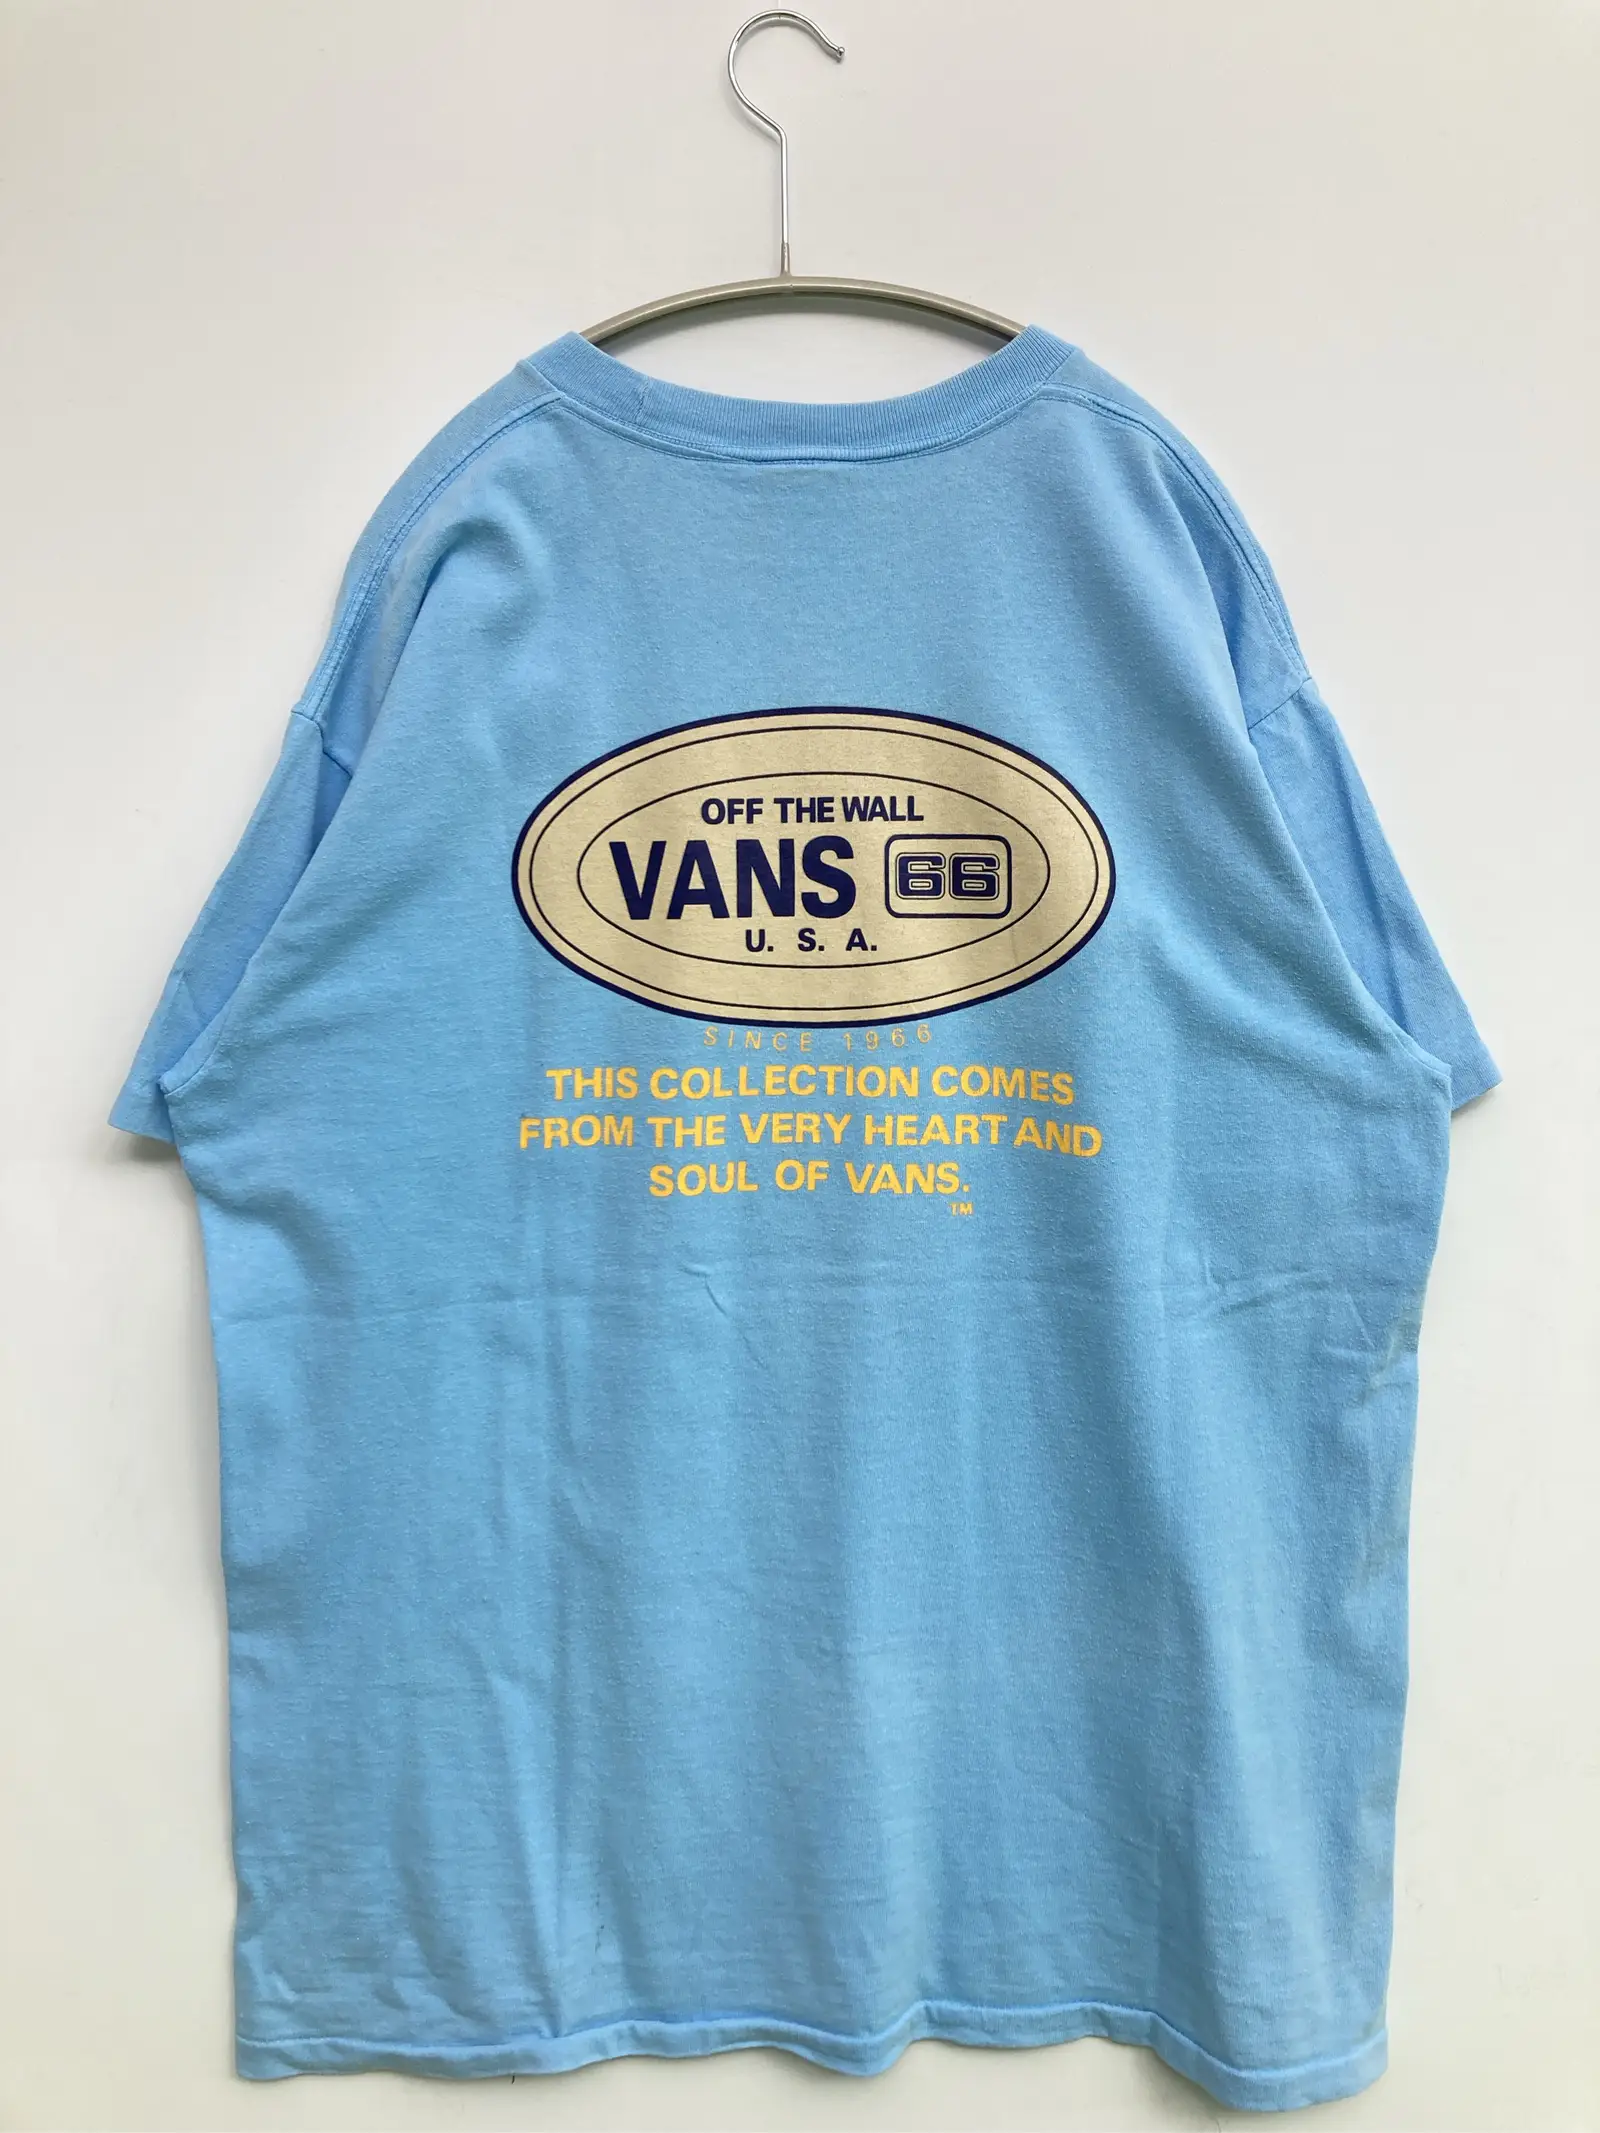 OFF THE WALL
VANS 66
U. S. A.
SINCE 1966
THIS COLLECTION COMES
FROM THE VERY HEART AND
SOUL OF VANS.
TM